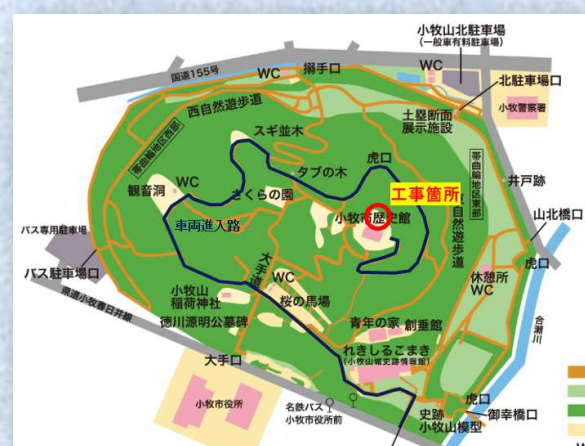 小牧山北駐車場
(一般車有料駐車場)
国道155号
WC
搦手口
WC
北駐車場口
西自然遊歩道
土塁断面
展示施設
小牧警察署
帯曲輪地区西部
スギ並木
帯曲輪地区東部
タブの木
虎口
井戸跡
観音洞
WC
さくらの園
工事箇所
小牧市歴史館
車両進入路
東自然遊歩道
山北橋口
バス専用駐車場
虎口
バス駐車場口
大手道
WC
休憩所
WC
小牧山
稲荷神社
桜の馬場
県道小牧春日井線
徳川源明公墓碑
青年の家
創垂館
合瀬川
大手口
れきしるこまき
(小牧山城史跡情報館)
虎口
小牧市役所
名鉄バス
小牧市役所前
史跡
小牧山模型
御幸橋口